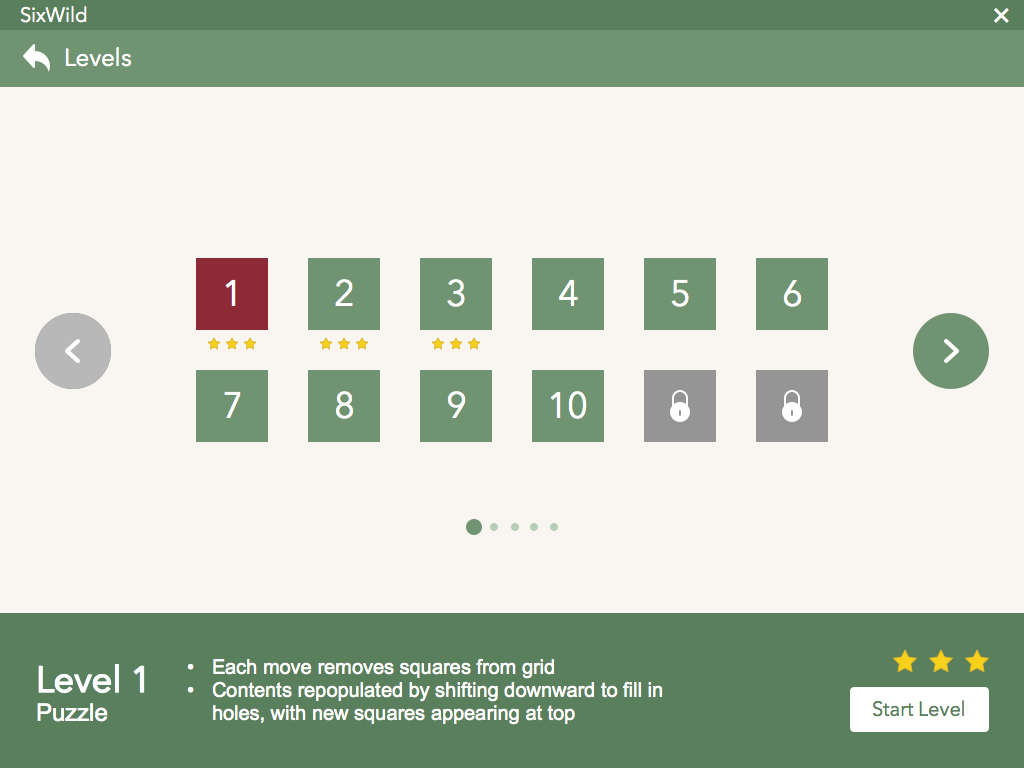 SixWild
Levels
1 2 3 4 5 6
7 8 9 10
Level 1
Puzzle
• Each move removes squares from grid
• Contents repopulated by shifting downward to fill in
holes, with new squares appearing at top
Start Level